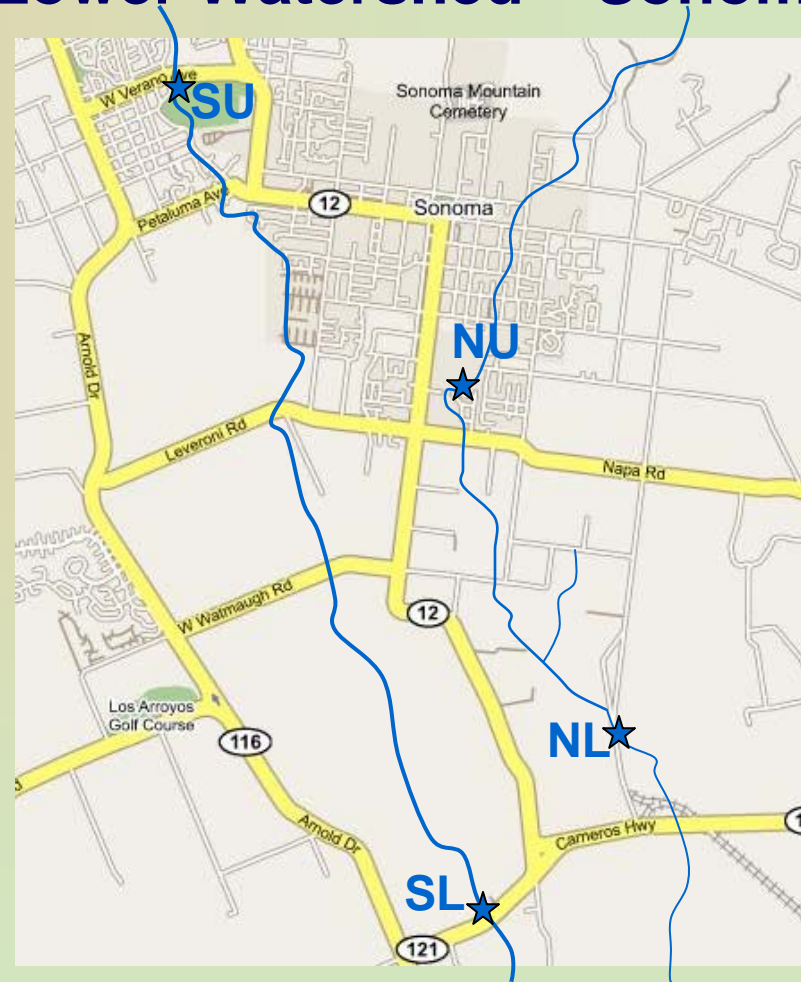 Lower Watershed
W Verano Ave
SU
Sonoma Mountain
Cemetery
Petaluma Ave
12
Sonoma
NU
Arnold Dr
Leveroni Rd
Napa Rd
W Watmaugh Rd
12
Los Arroyos
Golf Course
116
NL
Arnold Dr
Carneros Hwy
SL
121